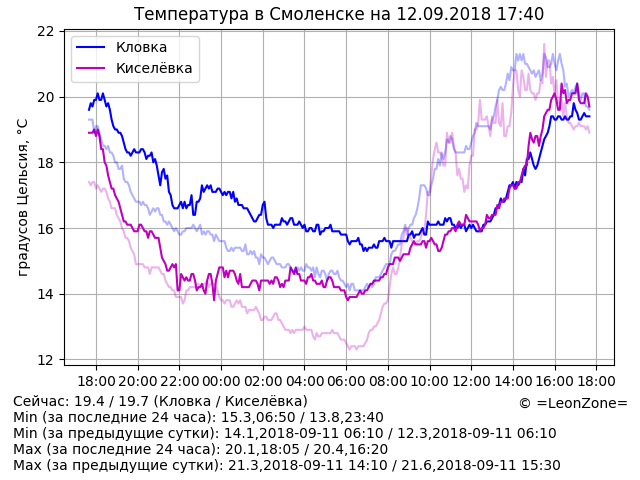 Температура в Смоленске на 12.09.2018 17:40
Кловка
Киселёвка
градусов Цельсия, °C
22
20
18
16
14
12
18:00 20:00 22:00 00:00 02:00 04:00 06:00 08:00 10:00 12:00 14:00 16:00 18:00
© =LeonZone=
Сейчас: 19.4 / 19.7 (Кловка / Киселёвка)
Min (за последние 24 часа): 15.3,06:50 / 13.8,23:40
Min (за предыдущие сутки): 14.1,2018-09-11 06:10 / 12.3,2018-09-11 06:10
Max (за последние 24 часа): 20.1,18:05 / 20.4,16:20
Max (за предыдущие сутки): 21.3,2018-09-11 14:10 / 21.6,2018-09-11 15:30